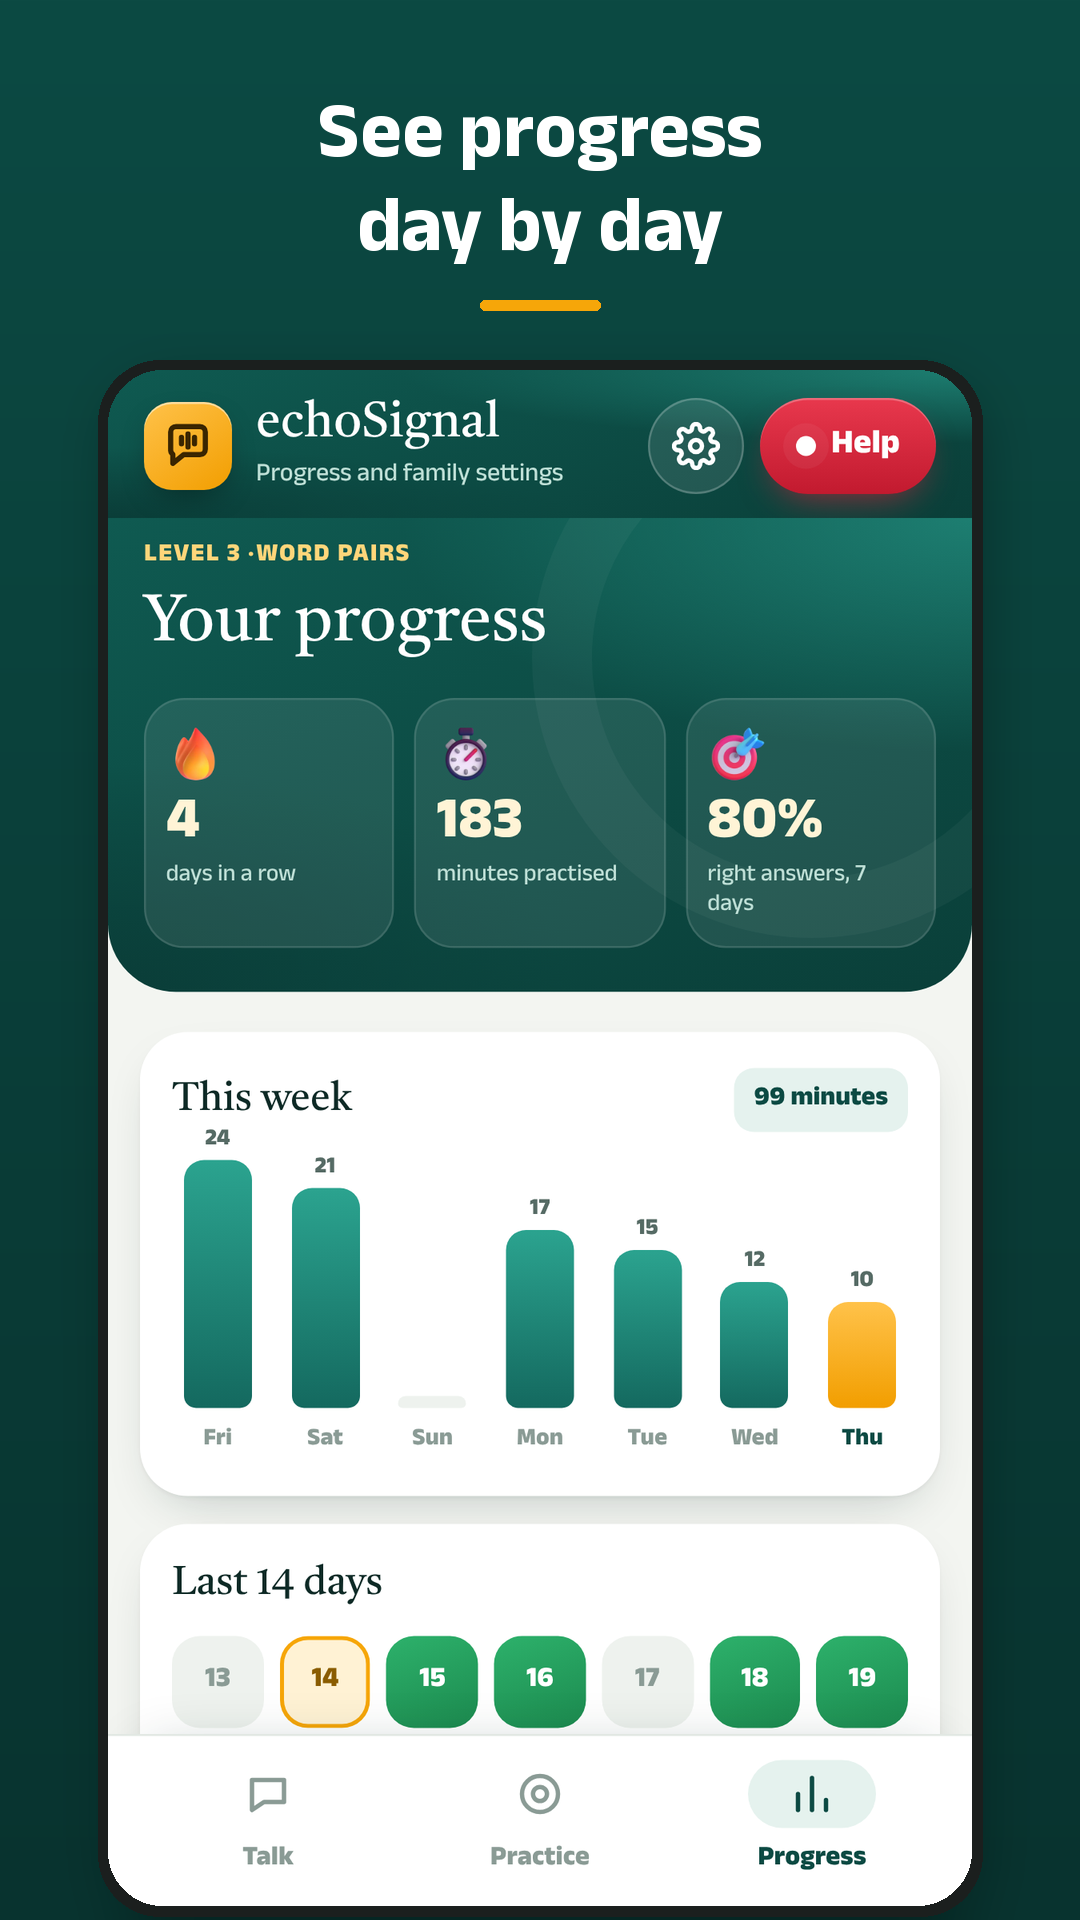 See progress
day by day
echoSignal
Progress and family settings
Help
LEVEL 3 ·WORD PAIRS
Your progress
4
days in a row
183
minutes practised
80%
right answers, 7
days
This week
99 minutes
24
21
17
15
12
10
Fri
Sat
Sun
Mon
Tue
Wed
Thu
Last 14 days
13
14
15
16
17
18
19
Talk
Practice
Progress